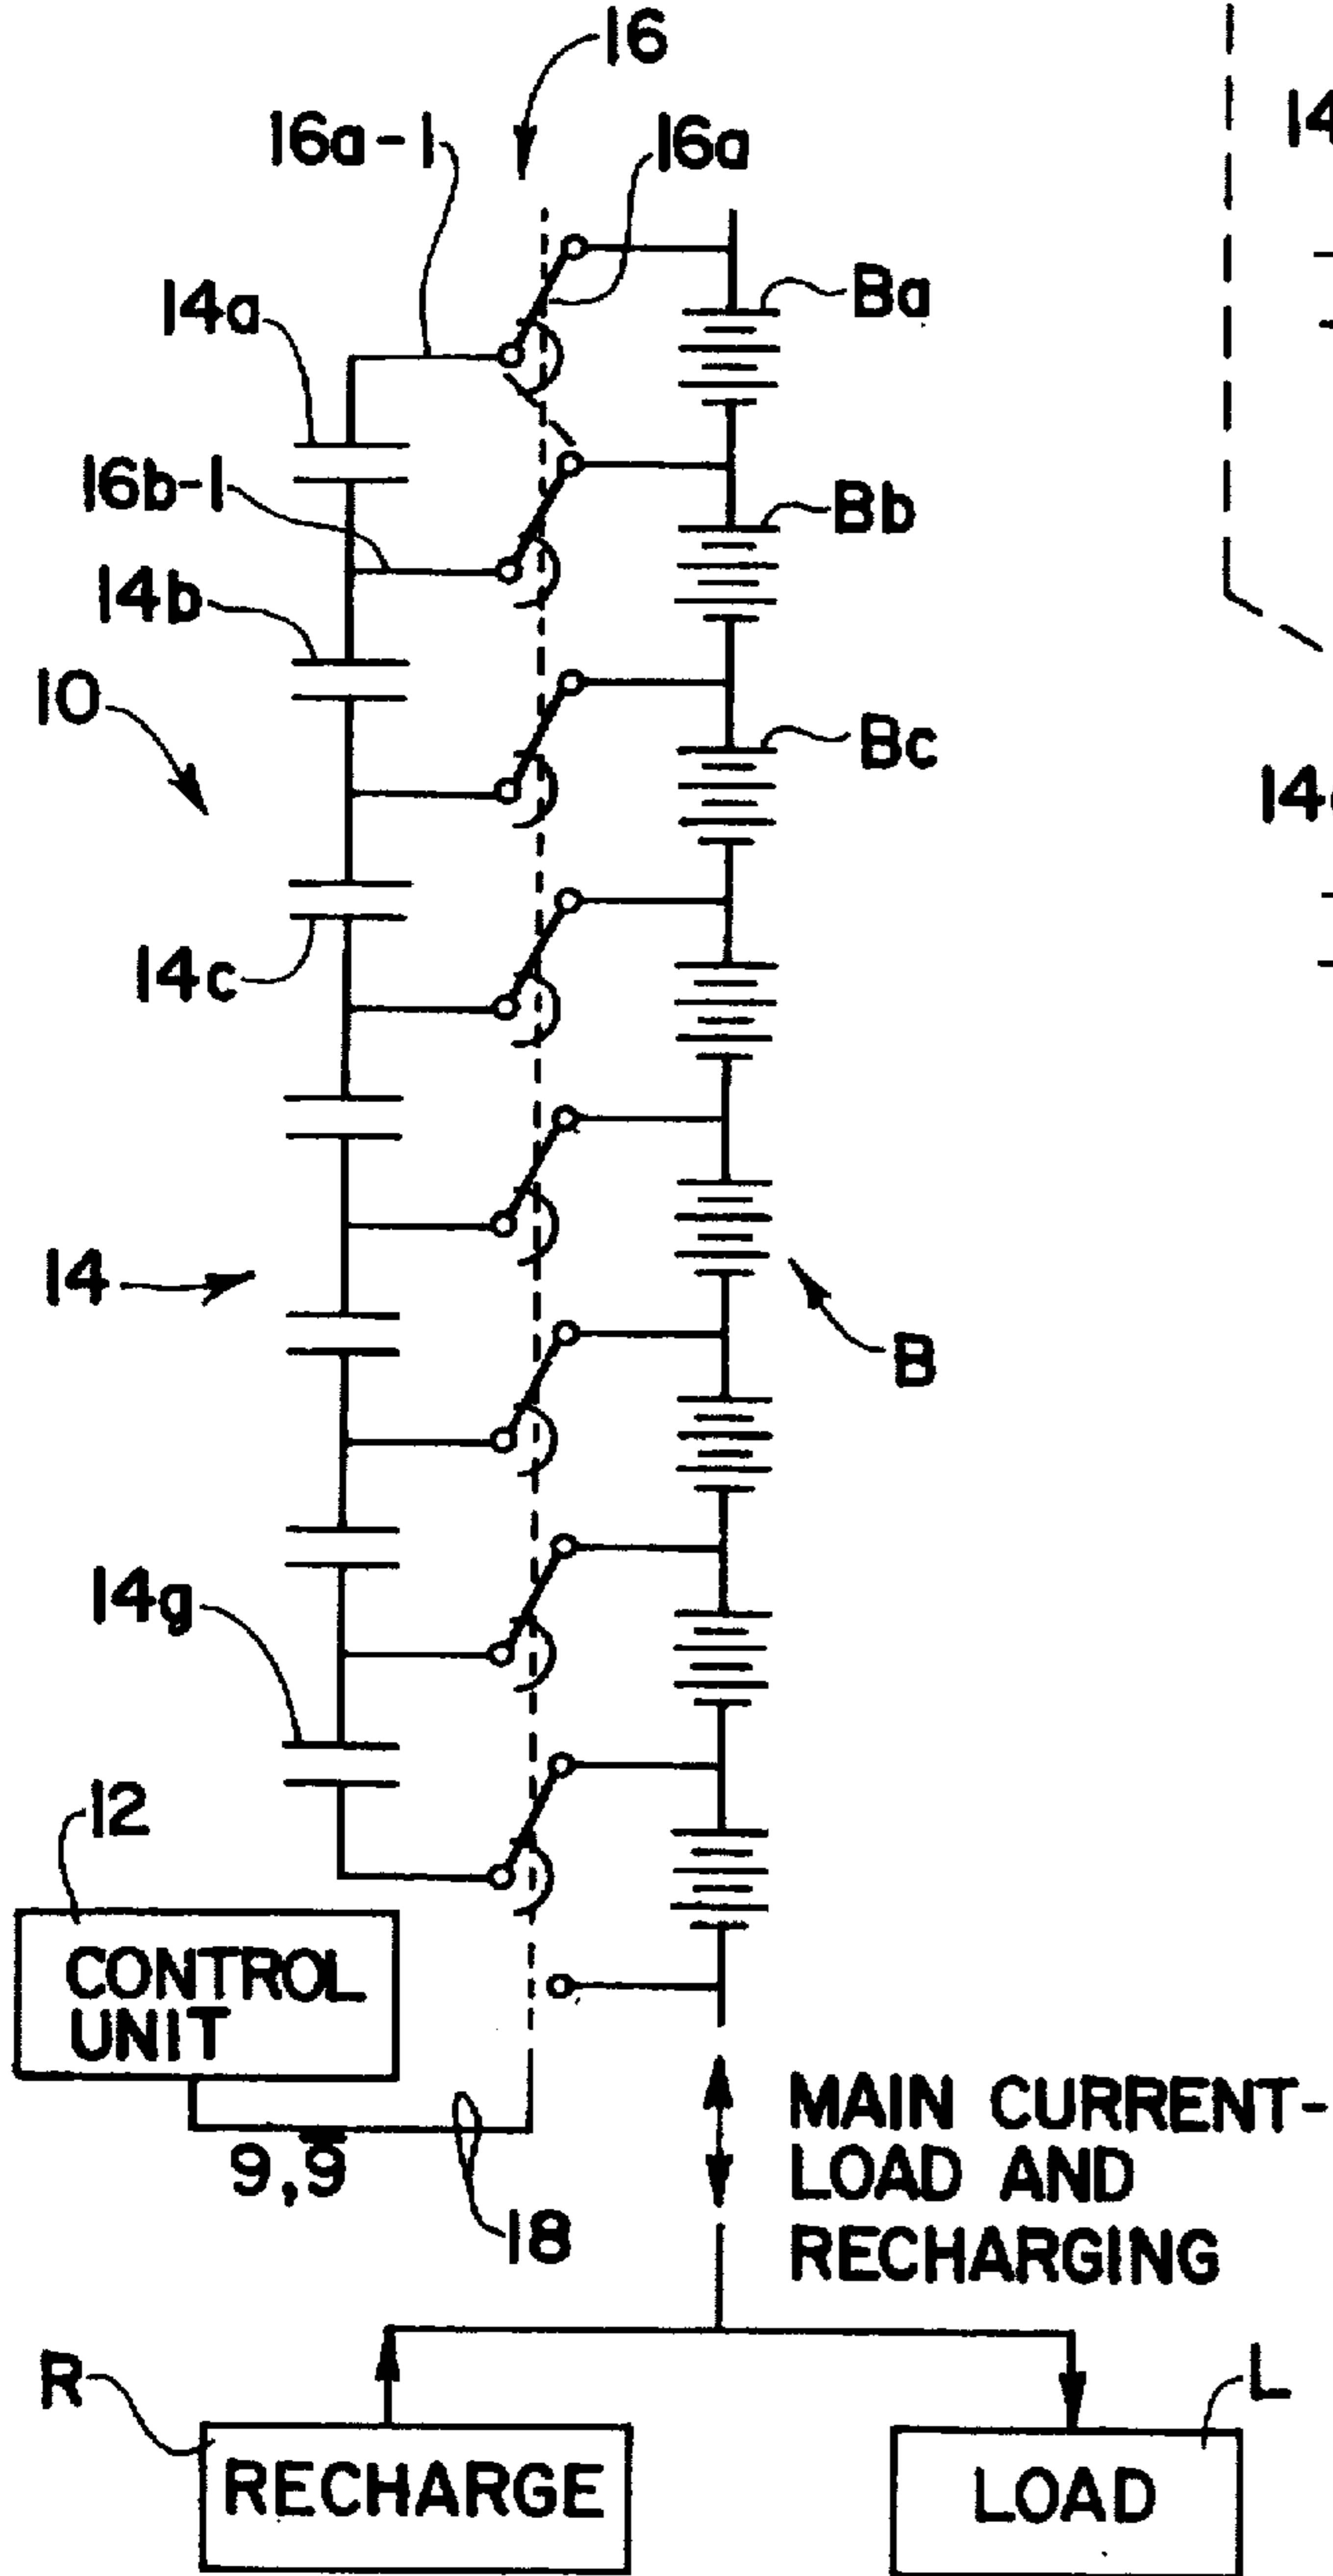 16
16a-1
16a
14a
Ba
16b-1
Bb
14b
10
Bc
14c
14
B
14g
12
CONTROL
UNIT
9,9
18
MAIN CURRENT-
LOAD AND
RECHARGING
R
L
RECHARGE
LOAD
14